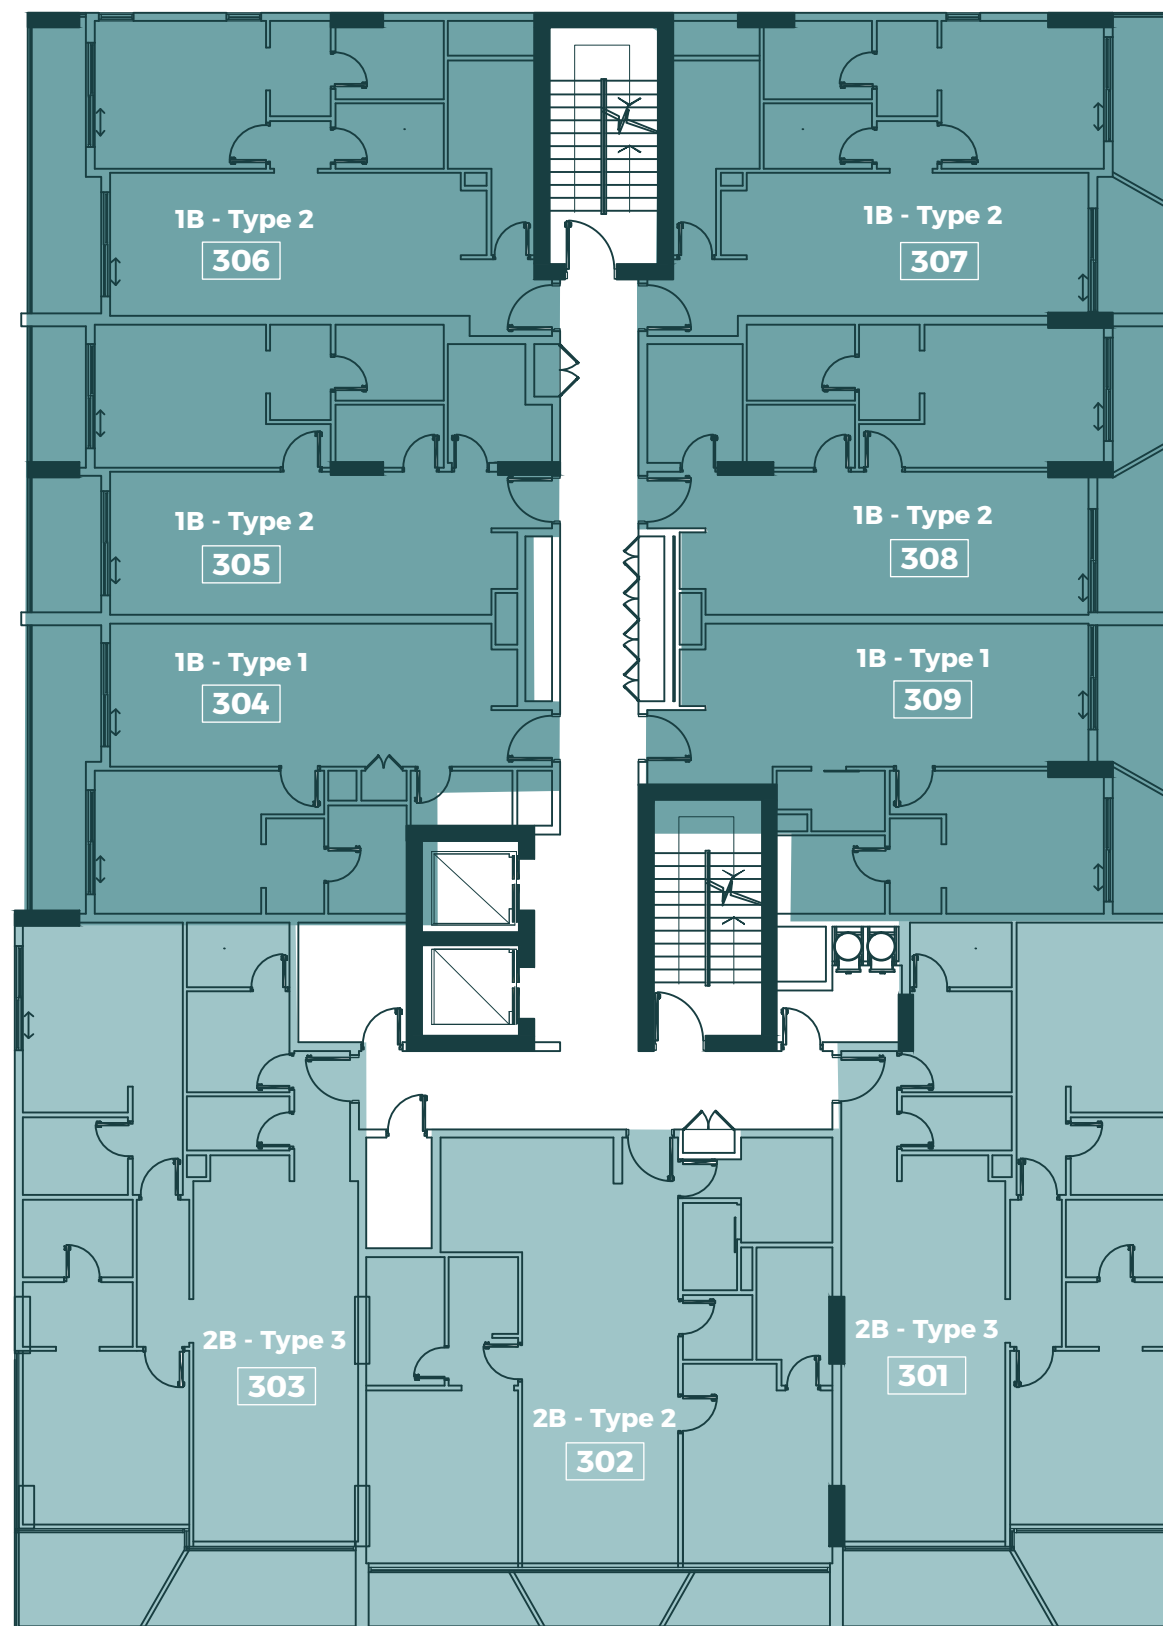 1B - Type 2
306
1B - Type 2
307
1B - Type 2
305
1B - Type 2
308
1B - Type 1
304
1B - Type 1
309
2B - Type 3
303
2B - Type 2
302
2B - Type 3
301